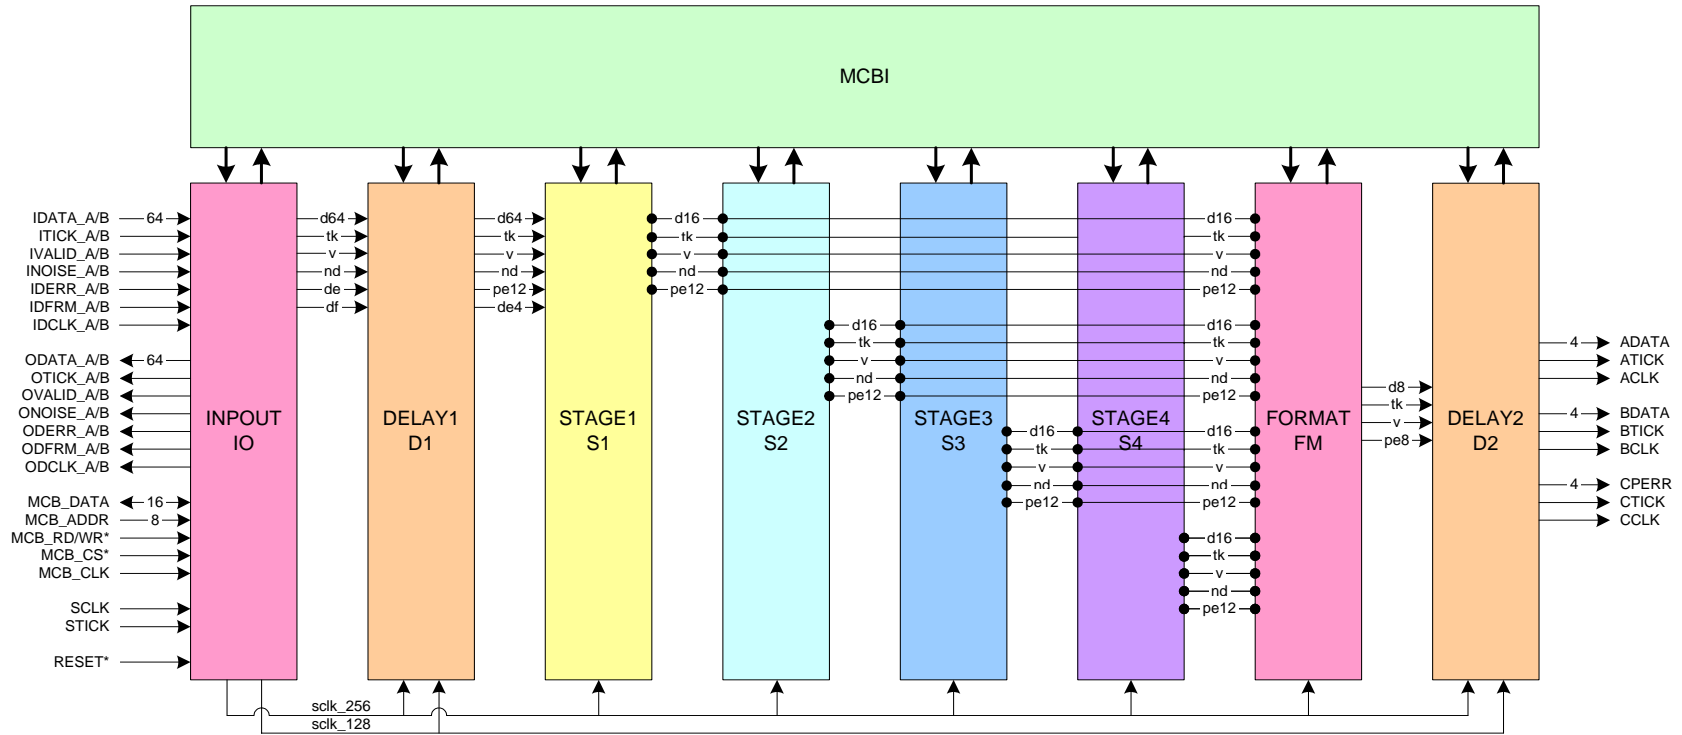 MCBI
IDATA_A/B 64
ITICK_A/B
IVALID_A/B
INOISE_A/B
IDERR_A/B
IDFRM_A/B
IDCLK_A/B
ODATA_A/B 64
OTICK_A/B
OVALID_A/B
ONOISE_A/B
ODERR_A/B
ODFRM_A/B
ODCLK_A/B
MCB_DATA 16
MCB_ADDR 8
MCB_RD/WR*
MCB_CS*
MCB_CLK
SCLK
STICK
RESET*
INPOUT
IO
d64
tk
v
nd
de
df
DELAY1
D1
d64
tk
v
nd
pe12
de4
STAGE1
S1
d16
tk
v
nd
pe12
STAGE2
S2
d16
tk
v
nd
pe12
STAGE3
S3
d16
tk
v
nd
pe12
STAGE4
S4
d16
tk
v
nd
pe12
d16
tk
v
nd
pe12
d16
tk
v
nd
pe12
d16
tk
v
nd
pe12
FORMAT
FM
d8
tk
v
pe8
DELAY2
D2
4 ADATA
ATICK
ACLK
4 BDATA
BTICK
BCLK
4 CPERR
CTICK
CCLK
sclk_256
sclk_128